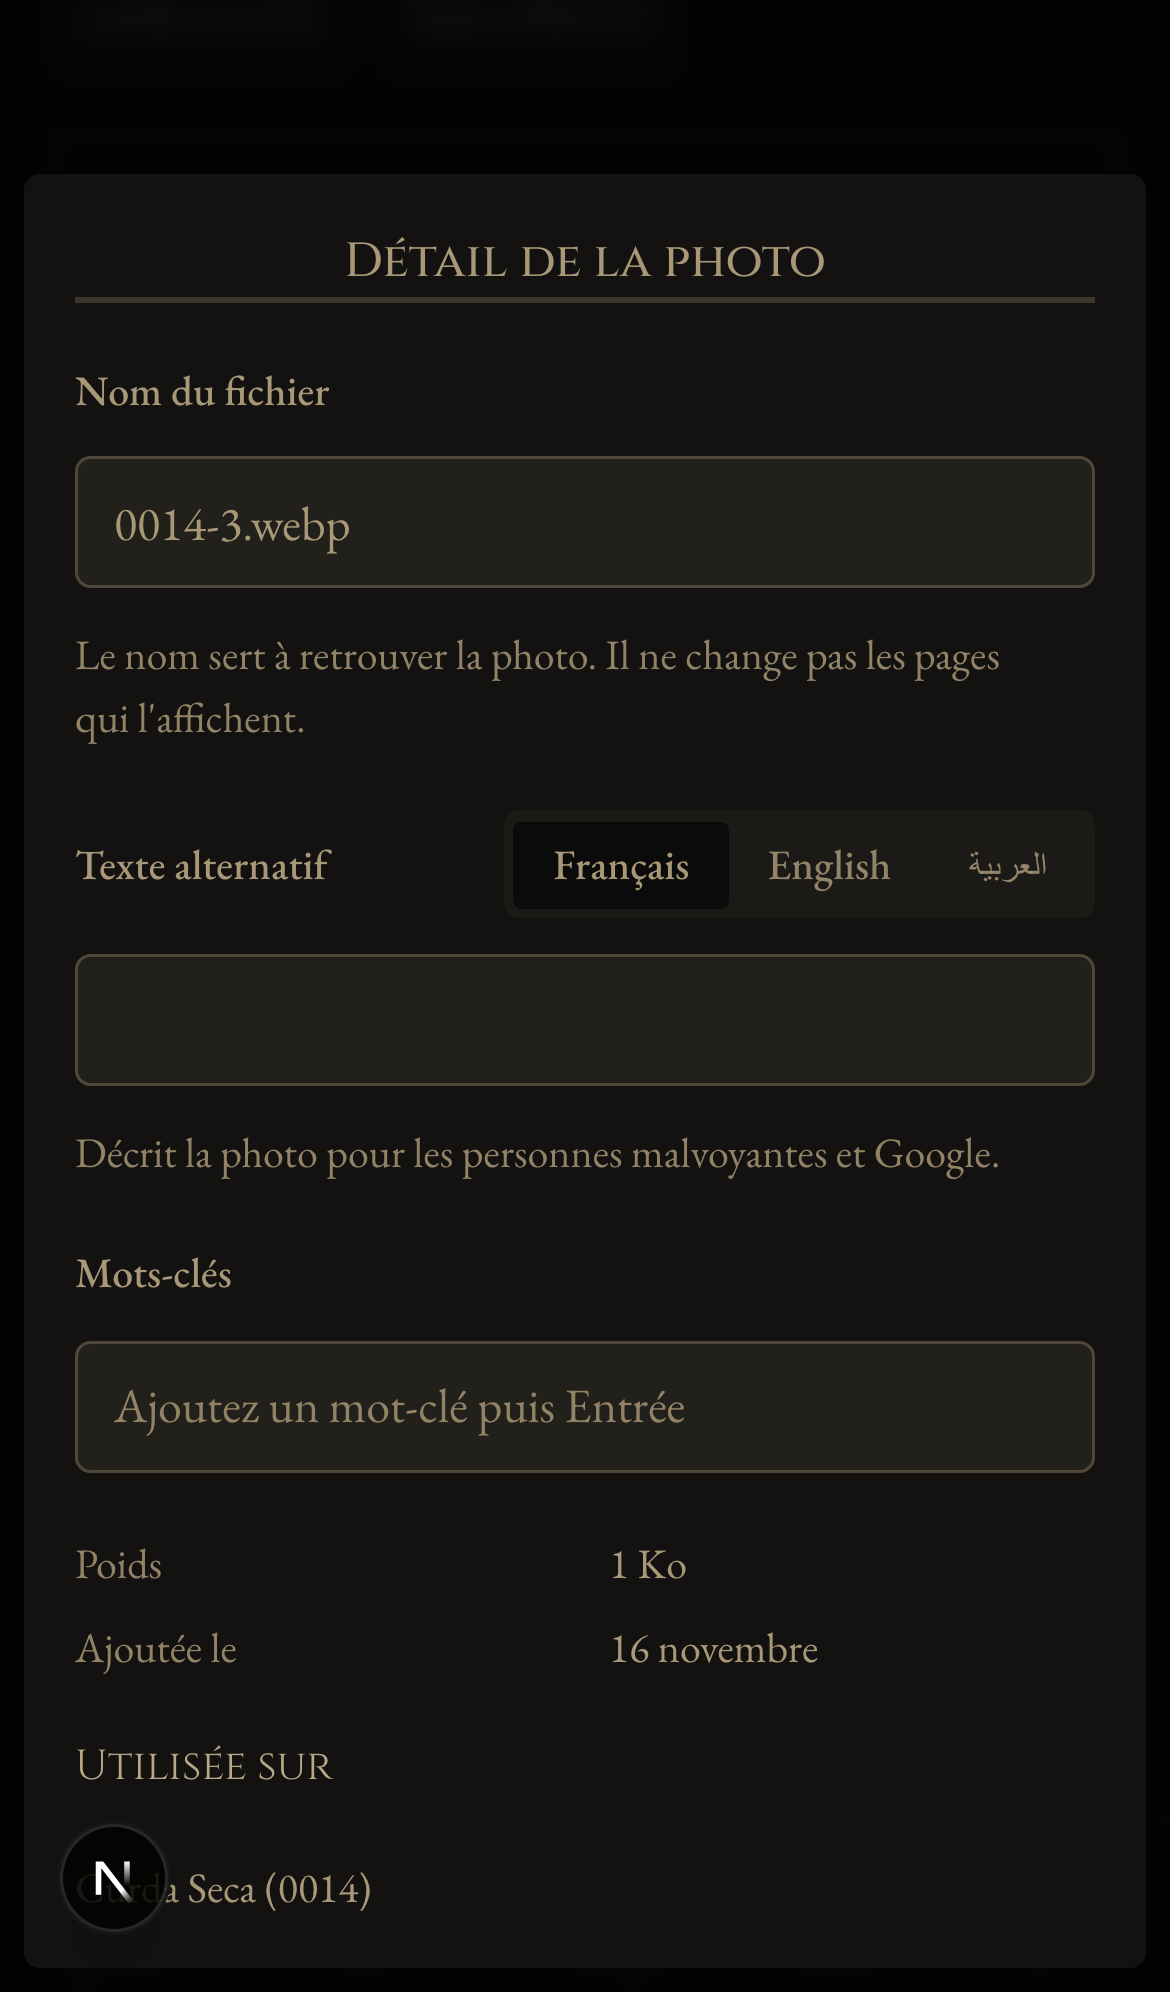 Détail de la photo
Nom du fichier
0014-3.webp
Le nom sert à retrouver la photo. Il ne change pas les pages
qui l'affichent.
Texte alternatif Français English العربية
Décrit la photo pour les personnes malvoyantes et Google.
Mots-clés
Ajoutez un mot-clé puis Entrée
Poids 1 Ko
Ajoutée le 16 novembre
Utilisée sur
N
Seca (0014)